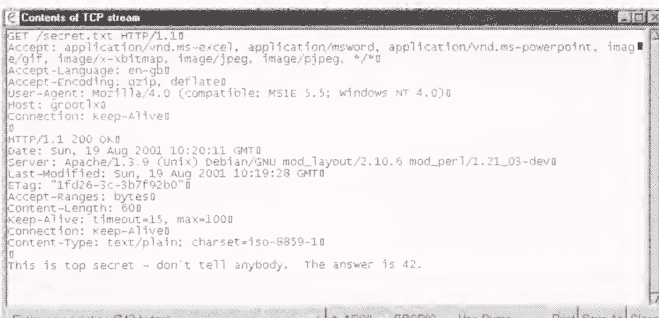 Contents of TCP stream
GET /secret.txt HTTP/1.1
Accept: application/vnd.ms-excel, application/msword, application/vnd.ms-powerpoint, imag
e/gif, image/x-xbitmap, image/jpeg, image/pjpeg, */*
Accept-Language: en-gb
Accept-Encoding: gzip, deflate
User-Agent: Mozilla/4.0 (compatible; MSIE 5.5; Windows NT 4.0)
Host: grootlx
Connection: Keep-Alive
HTTP/1.1 200 OK
Date: Sun, 19 Aug 2001 10:20:11 GMT
Server: Apache/1.3.9 (Unix) Debian/GNU mod_layout/2.10.6 mod_perl/1.21_03-dev
Last-Modified: Sun, 19 Aug 2001 10:19:28 GMT
ETag: "1fd26-3c-3b7f92b0"
Accept-Ranges: bytes
Content-Length: 60
Keep-Alive: timeout=15, max=100
Connection: Keep-Alive
Content-Type: text/plain; charset=iso-8859-1
This is top secret - don't tell anybody. The answer is 42.